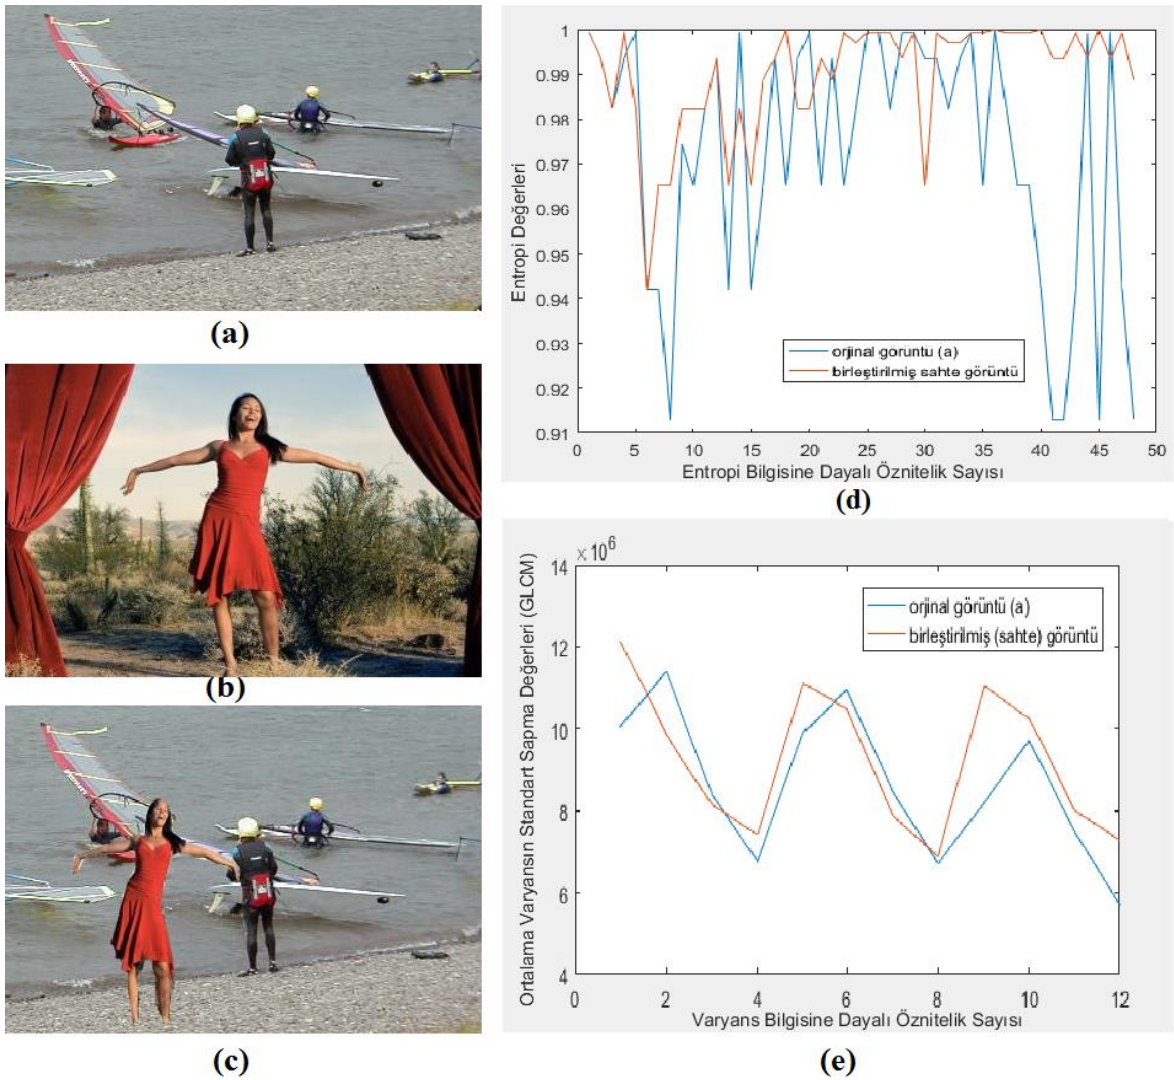 (a)
(b)
(c)
1
0.99
0.98
0.97
0.96
0.95
0.94
0.93
0.92
0.91
0 5 10 15 20 25 30 35 40 45 50
Entropi Değerleri
Entropi Bilgisine Dayalı Öznitelik Sayısı
orjinal görüntü (a)
birleştirilmiş sahte görüntü
(d)
×10^6
14
12
10
8
6
4
0 2 4 6 8 10 12
Ortalama Varyansın Standart Sapma Değerleri (GLCM)
Varyans Bilgisine Dayalı Öznitelik Sayısı
orjinal görüntü (a)
birleştirilmiş (sahte) görüntü
(e)